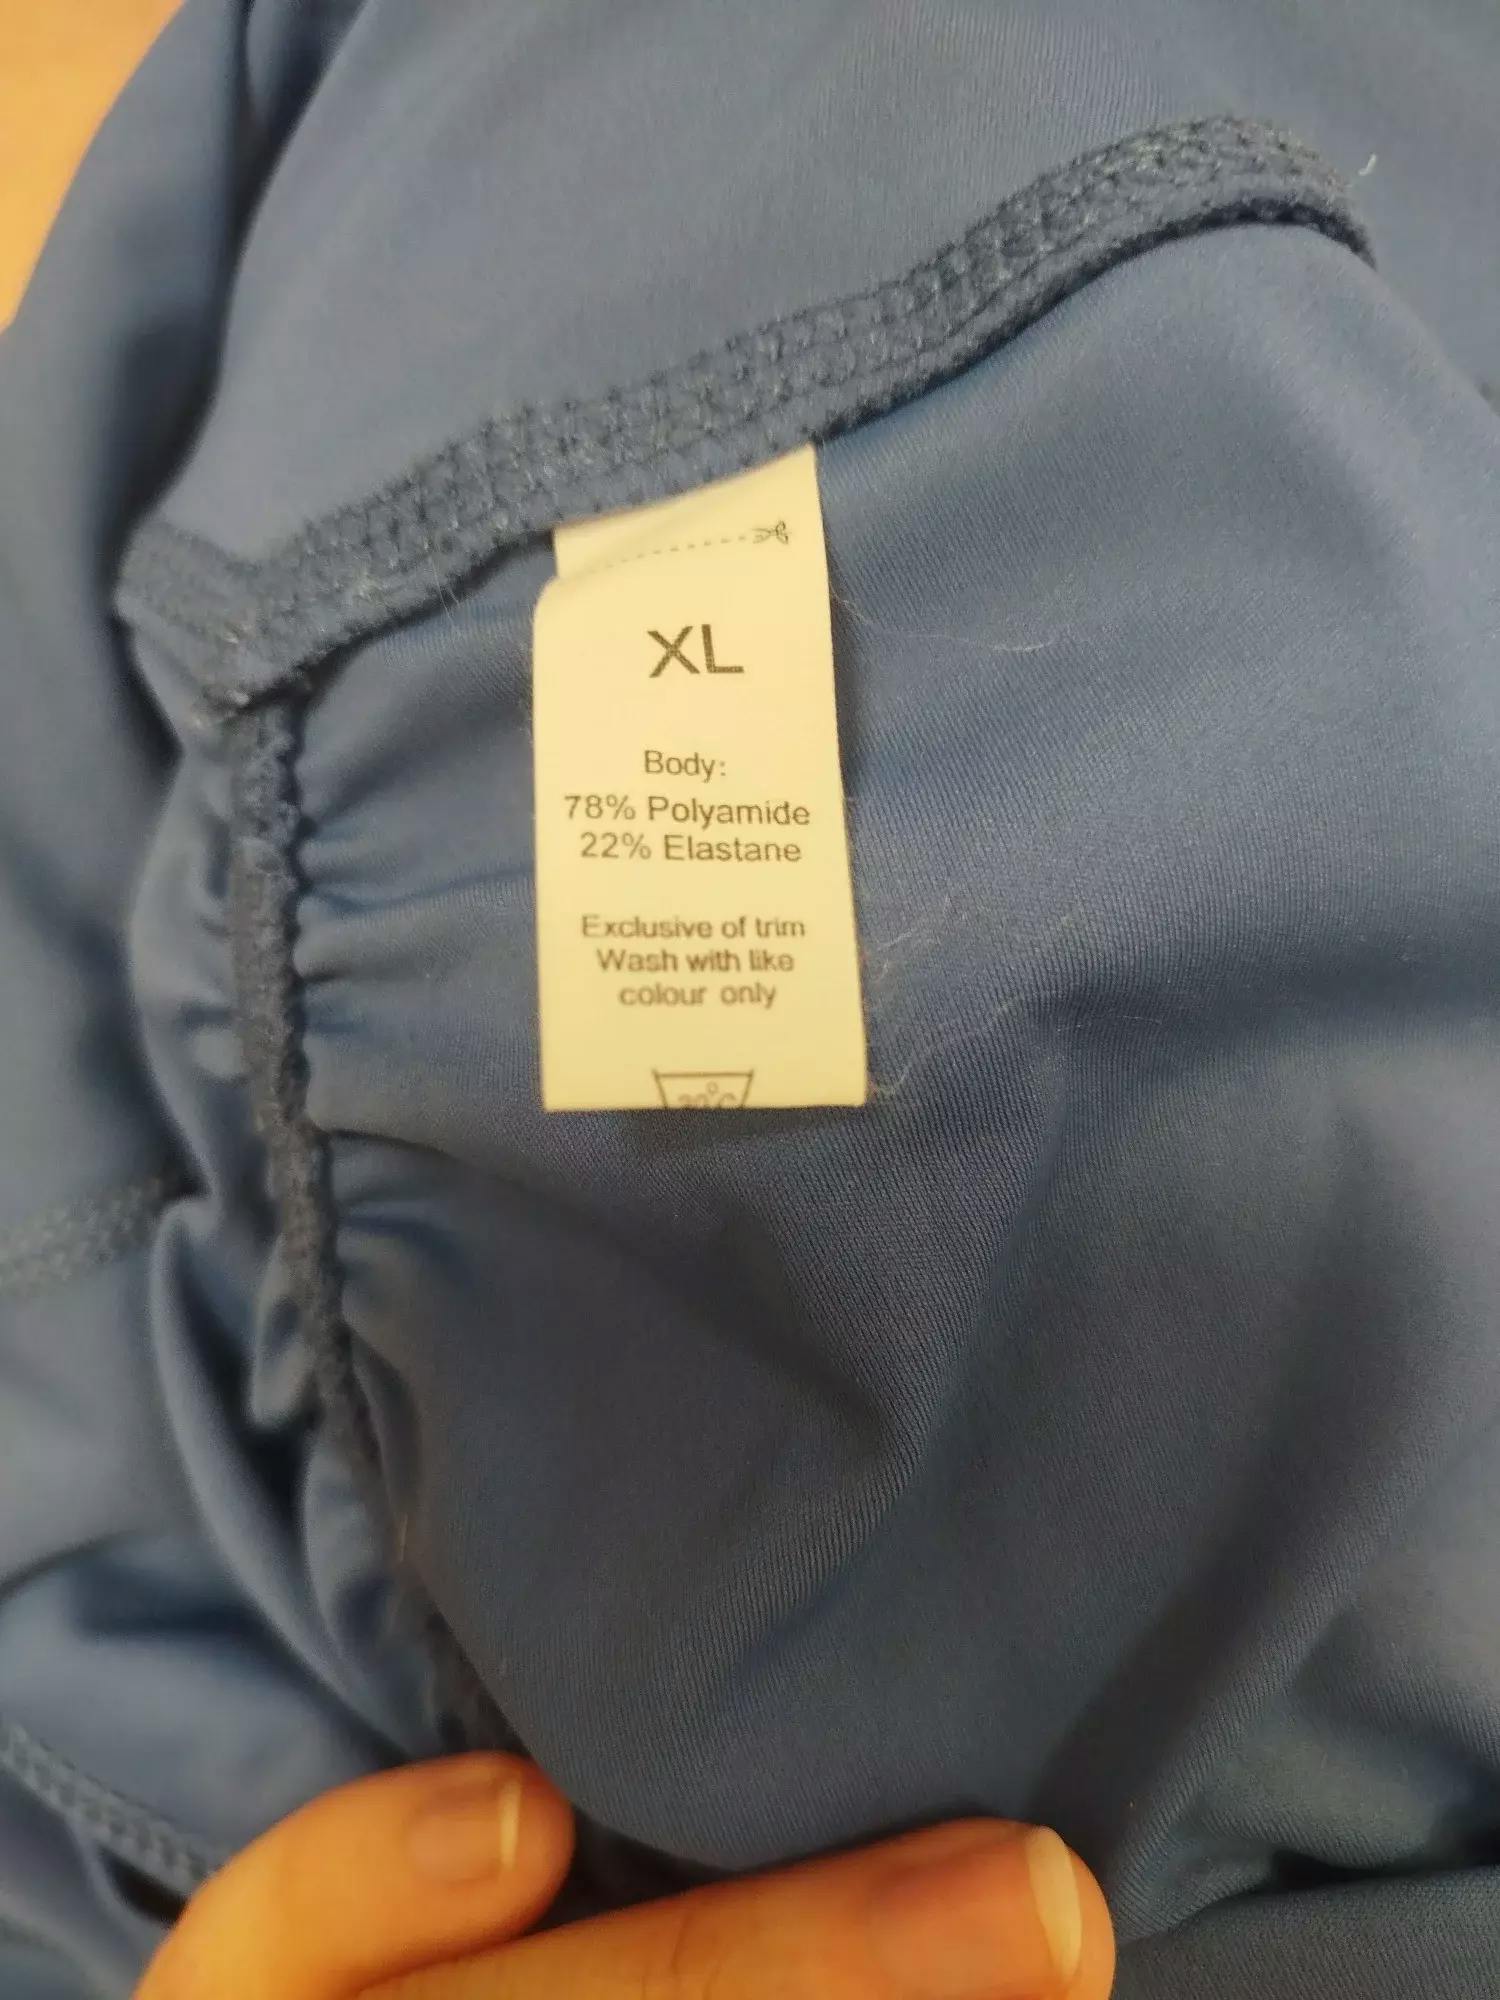 XL
Body:
78% Polyamide
22% Elastane
Exclusive of trim
Wash with like
colour only